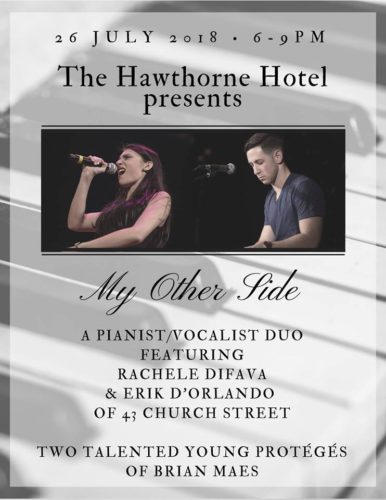 26 JULY 2018 • 6-9PM
The Hawthorne Hotel
presents
My Other Side
A PIANIST/VOCALIST DUO
FEATURING
RACHELE DIFAVA
& ERIK D'ORLANDO
OF 43 CHURCH STREET
TWO TALENTED YOUNG PROTÉGÉS
OF BRIAN MAES